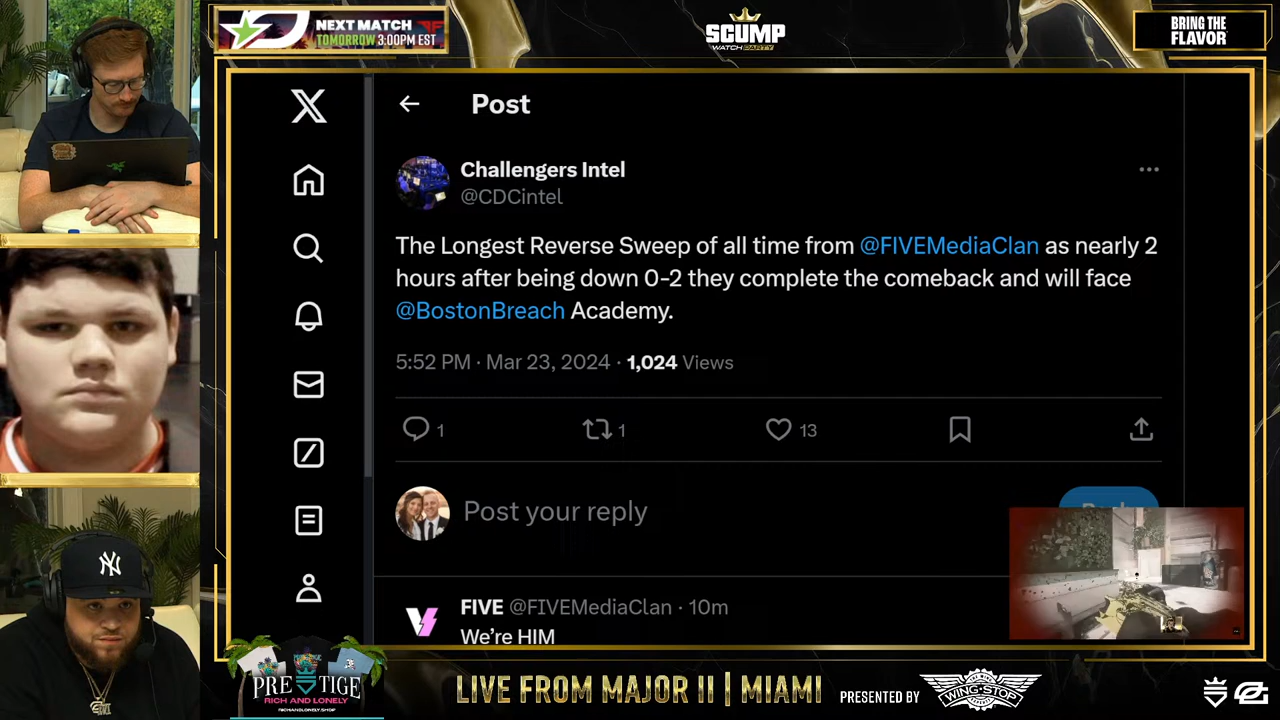 NEXT MATCH
TOMORROW 3:00PM EST
SCUMP
WATCH PARTY
BRING THE
FLAVOR
Post
Challengers Intel
@CDCintel
The Longest Reverse Sweep of all time from @FIVEMediaClan as nearly 2
hours after being down 0-2 they complete the comeback and will face
@BostonBreach Academy.
5:52 PM · Mar 23, 2024 · 1,024 Views
1
1
13
Post your reply
FIVE @FIVEMediaClan · 10m
We're HIM
NY
PRESTIGE
RICH AND LONELY
RICHANDLONELY.SHOP
LIVE FROM MAJOR II | MIAMI
PRESENTED BY
WING·STOP